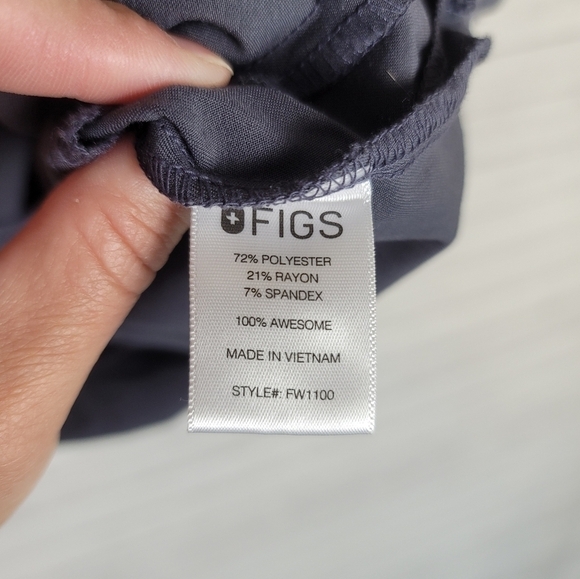 FIGS
72% POLYESTER
21% RAYON
7% SPANDEX
100% AWESOME
MADE IN VIETNAM
STYLE#: FW1100